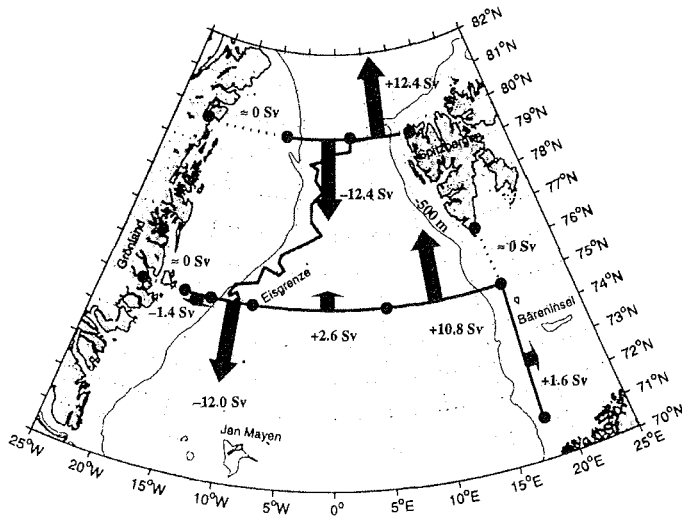 82°N
81°N
80°N
79°N
78°N
77°N
76°N
75°N
74°N
73°N
72°N
71°N
70°N
+12.4 Sv
≈ 0 Sv
Spitzbergen
−12.4 Sv
-500 m
Grönland
≈ 0 Sv
≈ 0 Sv
Eisgrenze
−1.4 Sv
+2.6 Sv
+10.8 Sv
Bäreninsel
−12.0 Sv
+1.6 Sv
Jan Mayen
25°W
20°W
15°W
10°W
5°W
0°
5°E
10°E
15°E
20°E
25°E